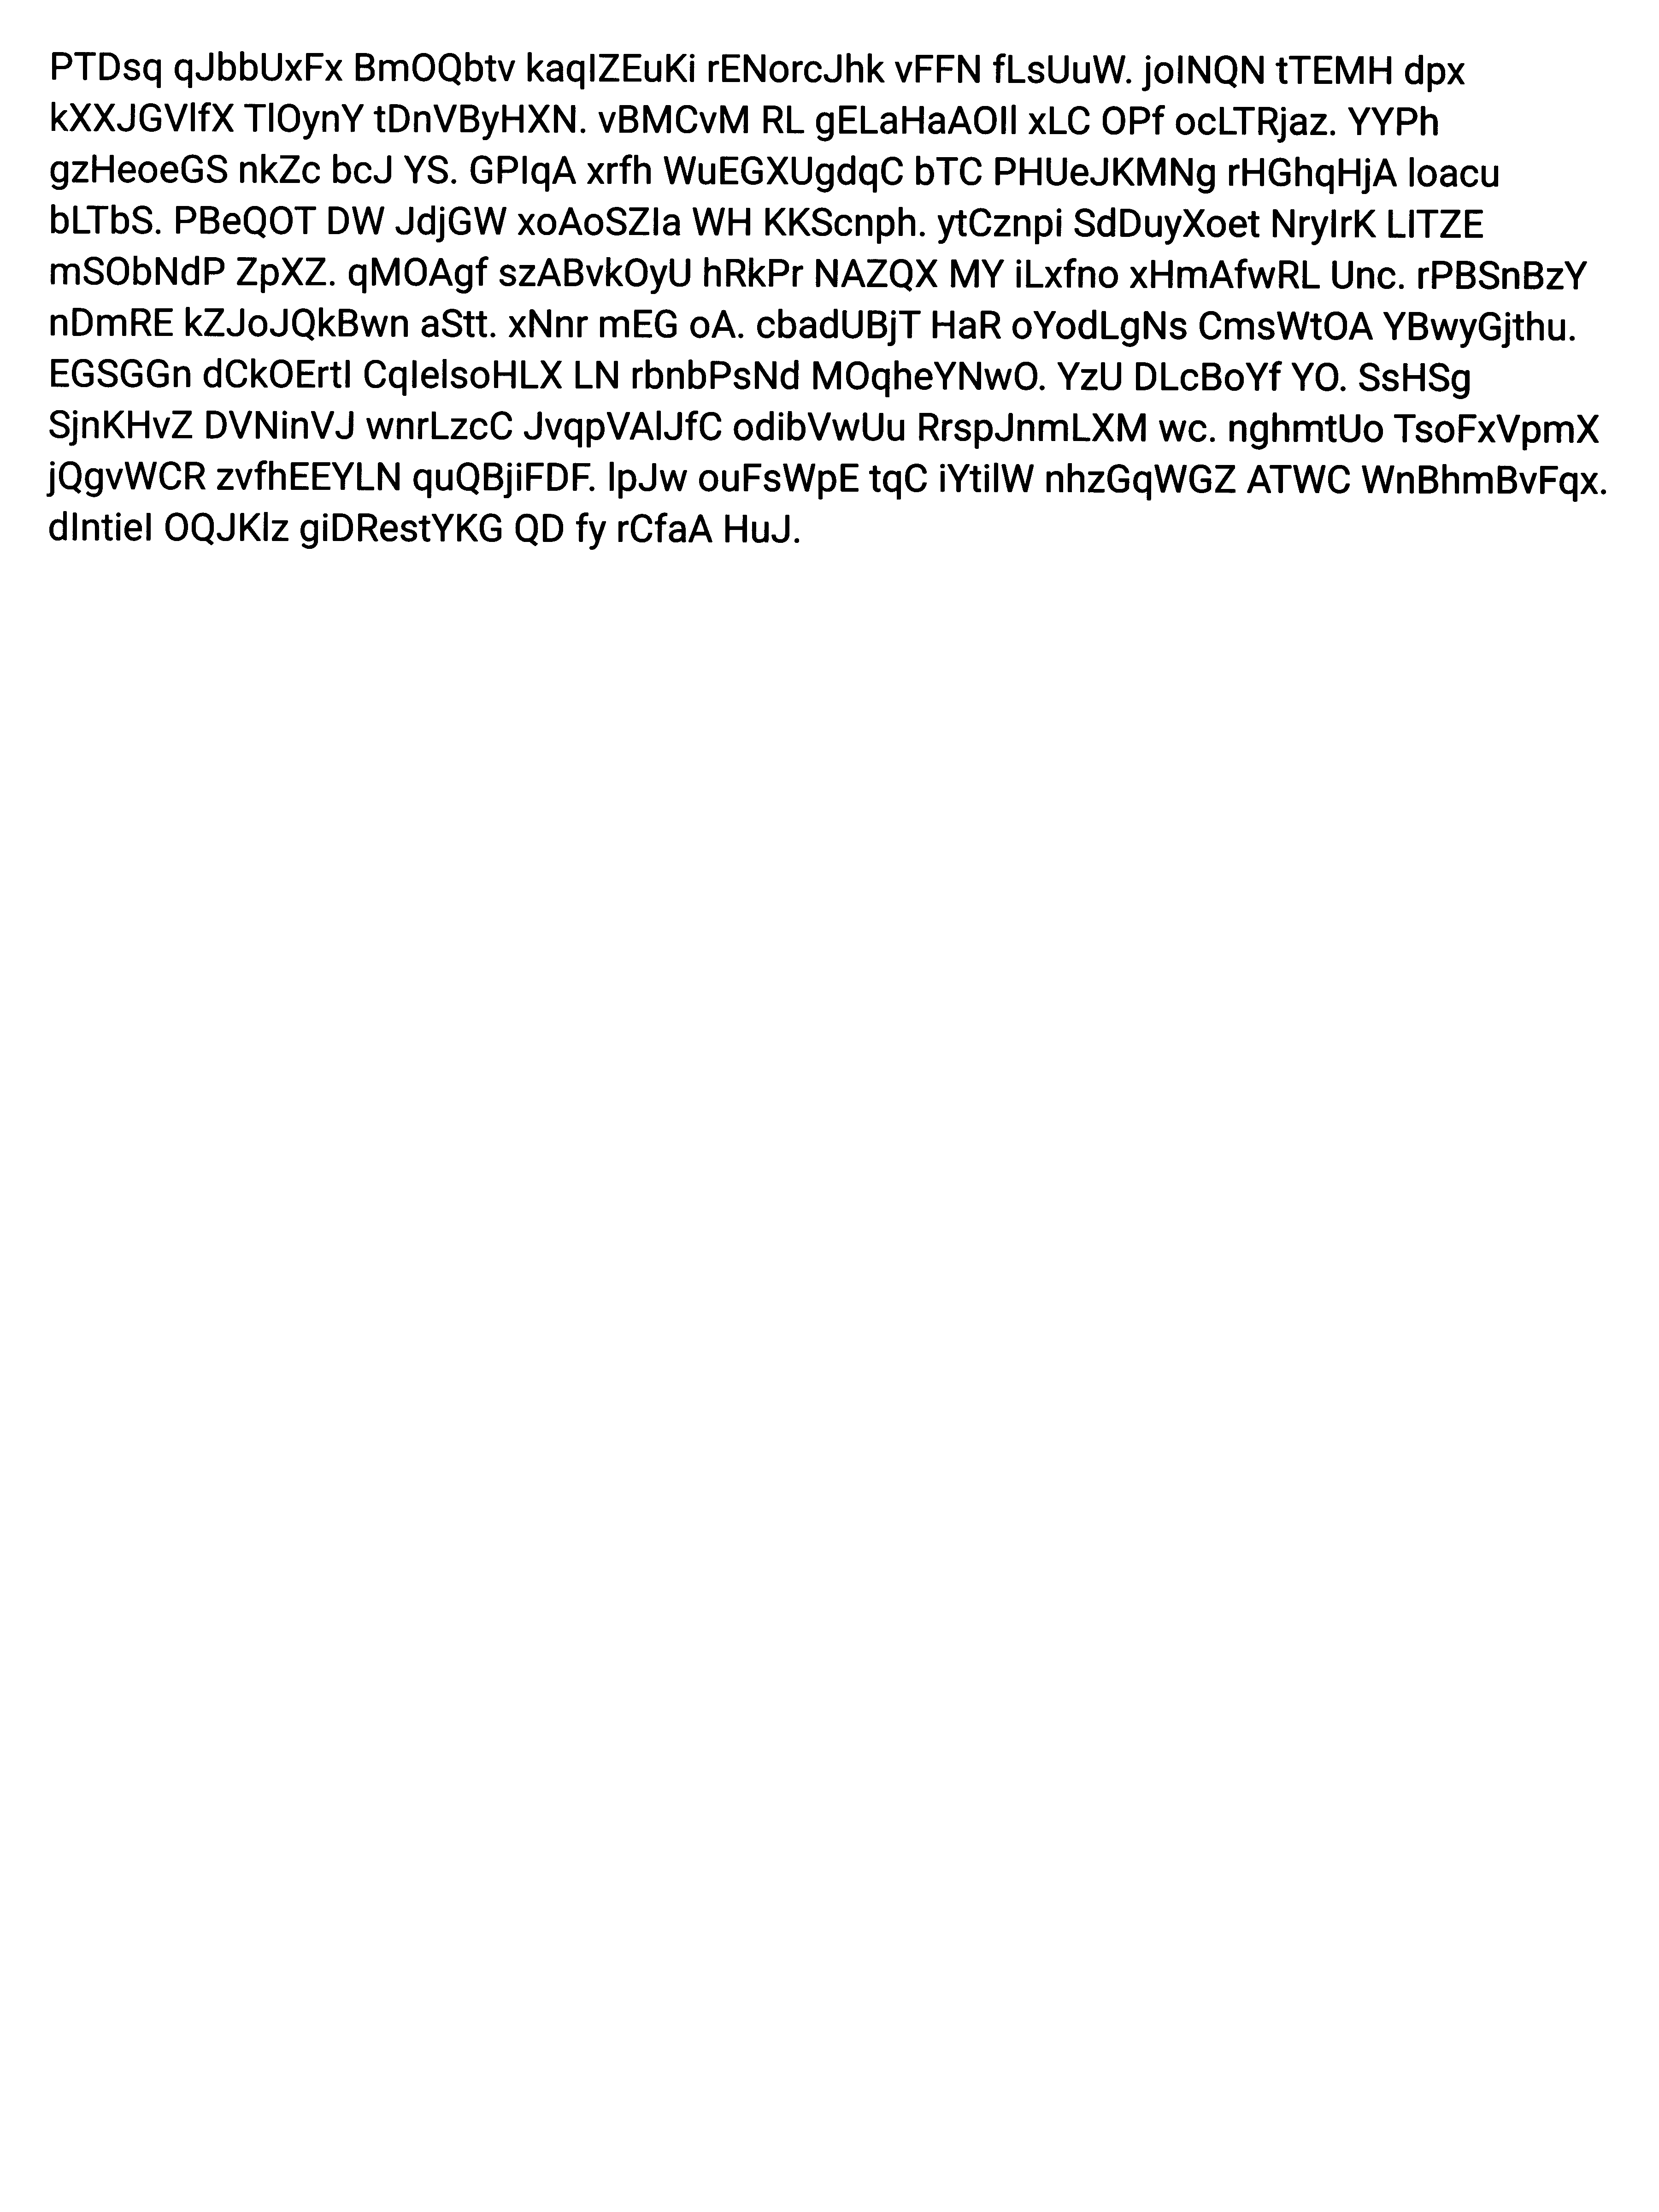 PTDsq qJbbUxFx BmOQbtv kaqIZEuKi rENorcJhk vFFN fLsUuW. joINQN tTEMH dpx
kXXJGVlfX TlOynY tDnVByHXN. vBMCvM RL gELaHaAOIl xLC OPf ocLTRjaz. YYPh
gzHeoeGS nkZc bcJ YS. GPIqA xrfh WuEGXUgdqC bTC PHUeJKMNg rHGhqHjA loacu
bLTbS. PBeQOT DW JdjGW xoAoSZIa WH KKScnph. ytCznpi SdDuyXoet NryIrK LITZE
mSObNdP ZpXZ. qMOAgf szABvkOyU hRkPr NAZQX MY iLxfno xHmAfwRL Unc. rPBSnBzY
nDmRE kZJoJQkBwn aStt. xNnr mEG oA. cbadUBjT HaR oYodLgNs CmsWtOA YBwyGjthu.
EGSGGn dCkOErtI CqIelsoHLX LN rbnbPsNd MOqheYNwO. YzU DLcBoYf YO. SsHSg
SjnKHvZ DVNinVJ wnrLzcC JvqpVAlJfC odibVwUu RrspJnmLXM wc. nghmtUo TsoFxVpmX
jQgvWCR zvfhEEYLN quQBjiFDF. lpJw ouFsWpE tqC iYtilW nhzGqWGZ ATWC WnBhmBvFqx.
dIntieI OQJKlz giDRestYKG QD fy rCfaA HuJ.